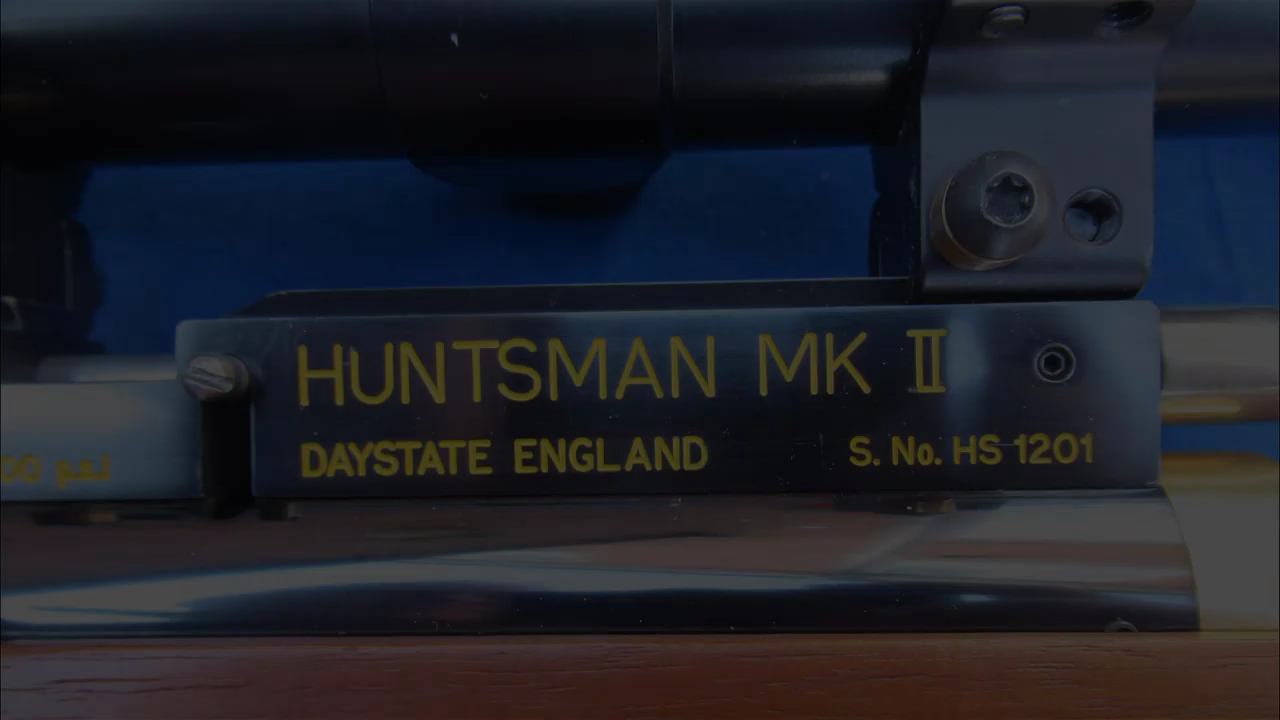 HUNTSMAN MK II
DAYSTATE ENGLAND S. No. HS 1201